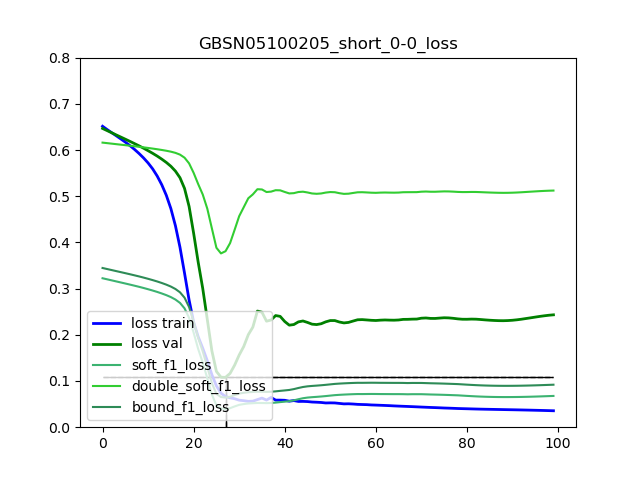 GBSN05100205_short_0-0_loss
0.8
0.7
0.6
0.5
0.4
0.3
0.2
0.1
0.0
loss train
loss val
soft_f1_loss
double_soft_f1_loss
bound_f1_loss
0 20 40 60 80 100